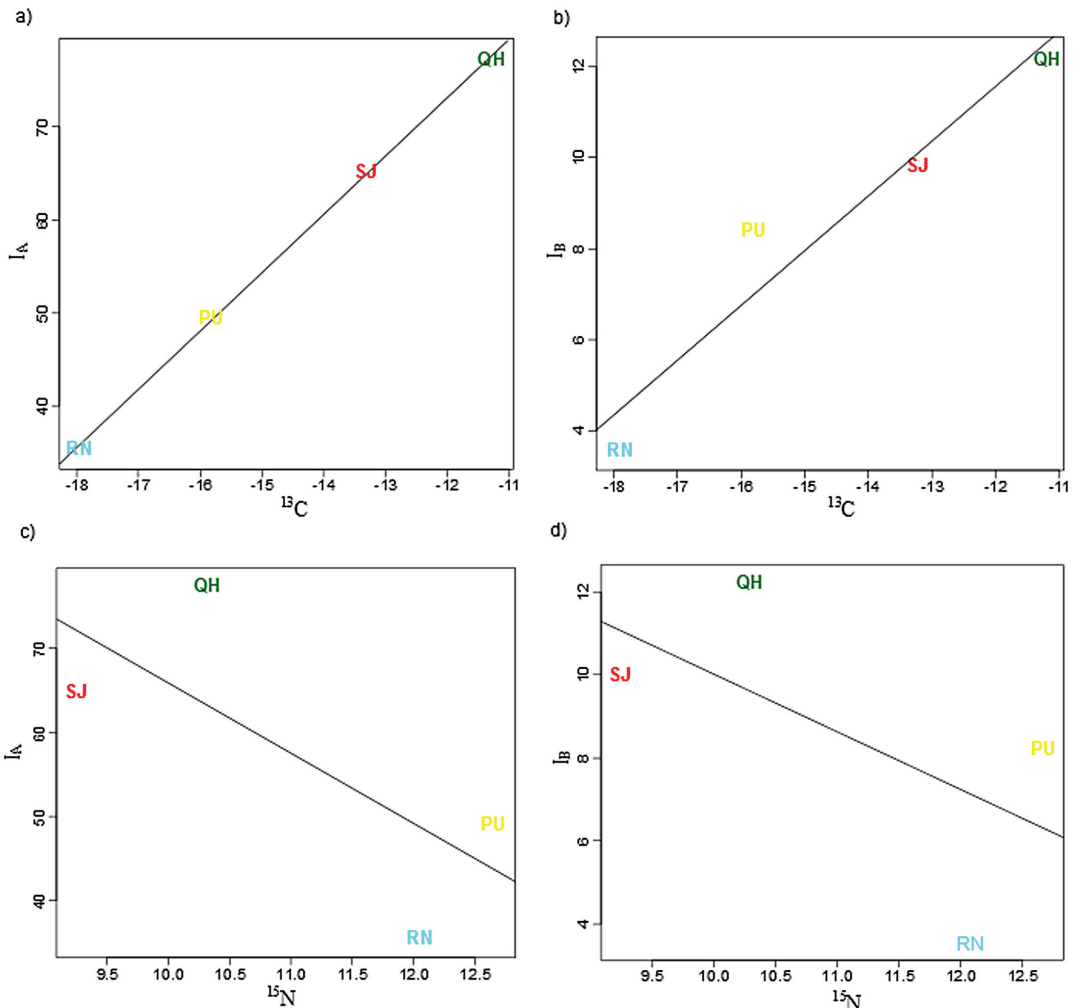 a)
b)
QH
SJ
PU
RN
I_A
40 50 60 70
-18 -17 -16 -15 -14 -13 -12 -11
¹³C
QH
SJ
PU
RN
I_B
4 6 8 10 12
-18 -17 -16 -15 -14 -13 -12 -11
¹³C
c)
d)
QH
SJ
PU
RN
I_A
40 50 60 70
9.5 10.0 10.5 11.0 11.5 12.0 12.5
¹⁵N
QH
SJ
PU
RN
I_B
4 6 8 10 12
9.5 10.0 10.5 11.0 11.5 12.0 12.5
¹⁵N